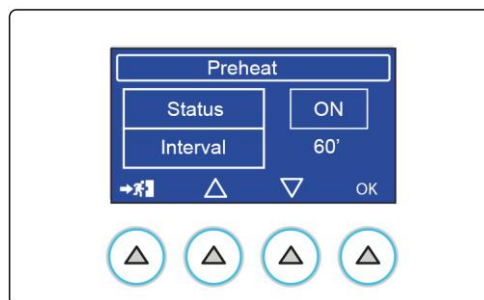 Preheat
Status ON
Interval 60’
OK